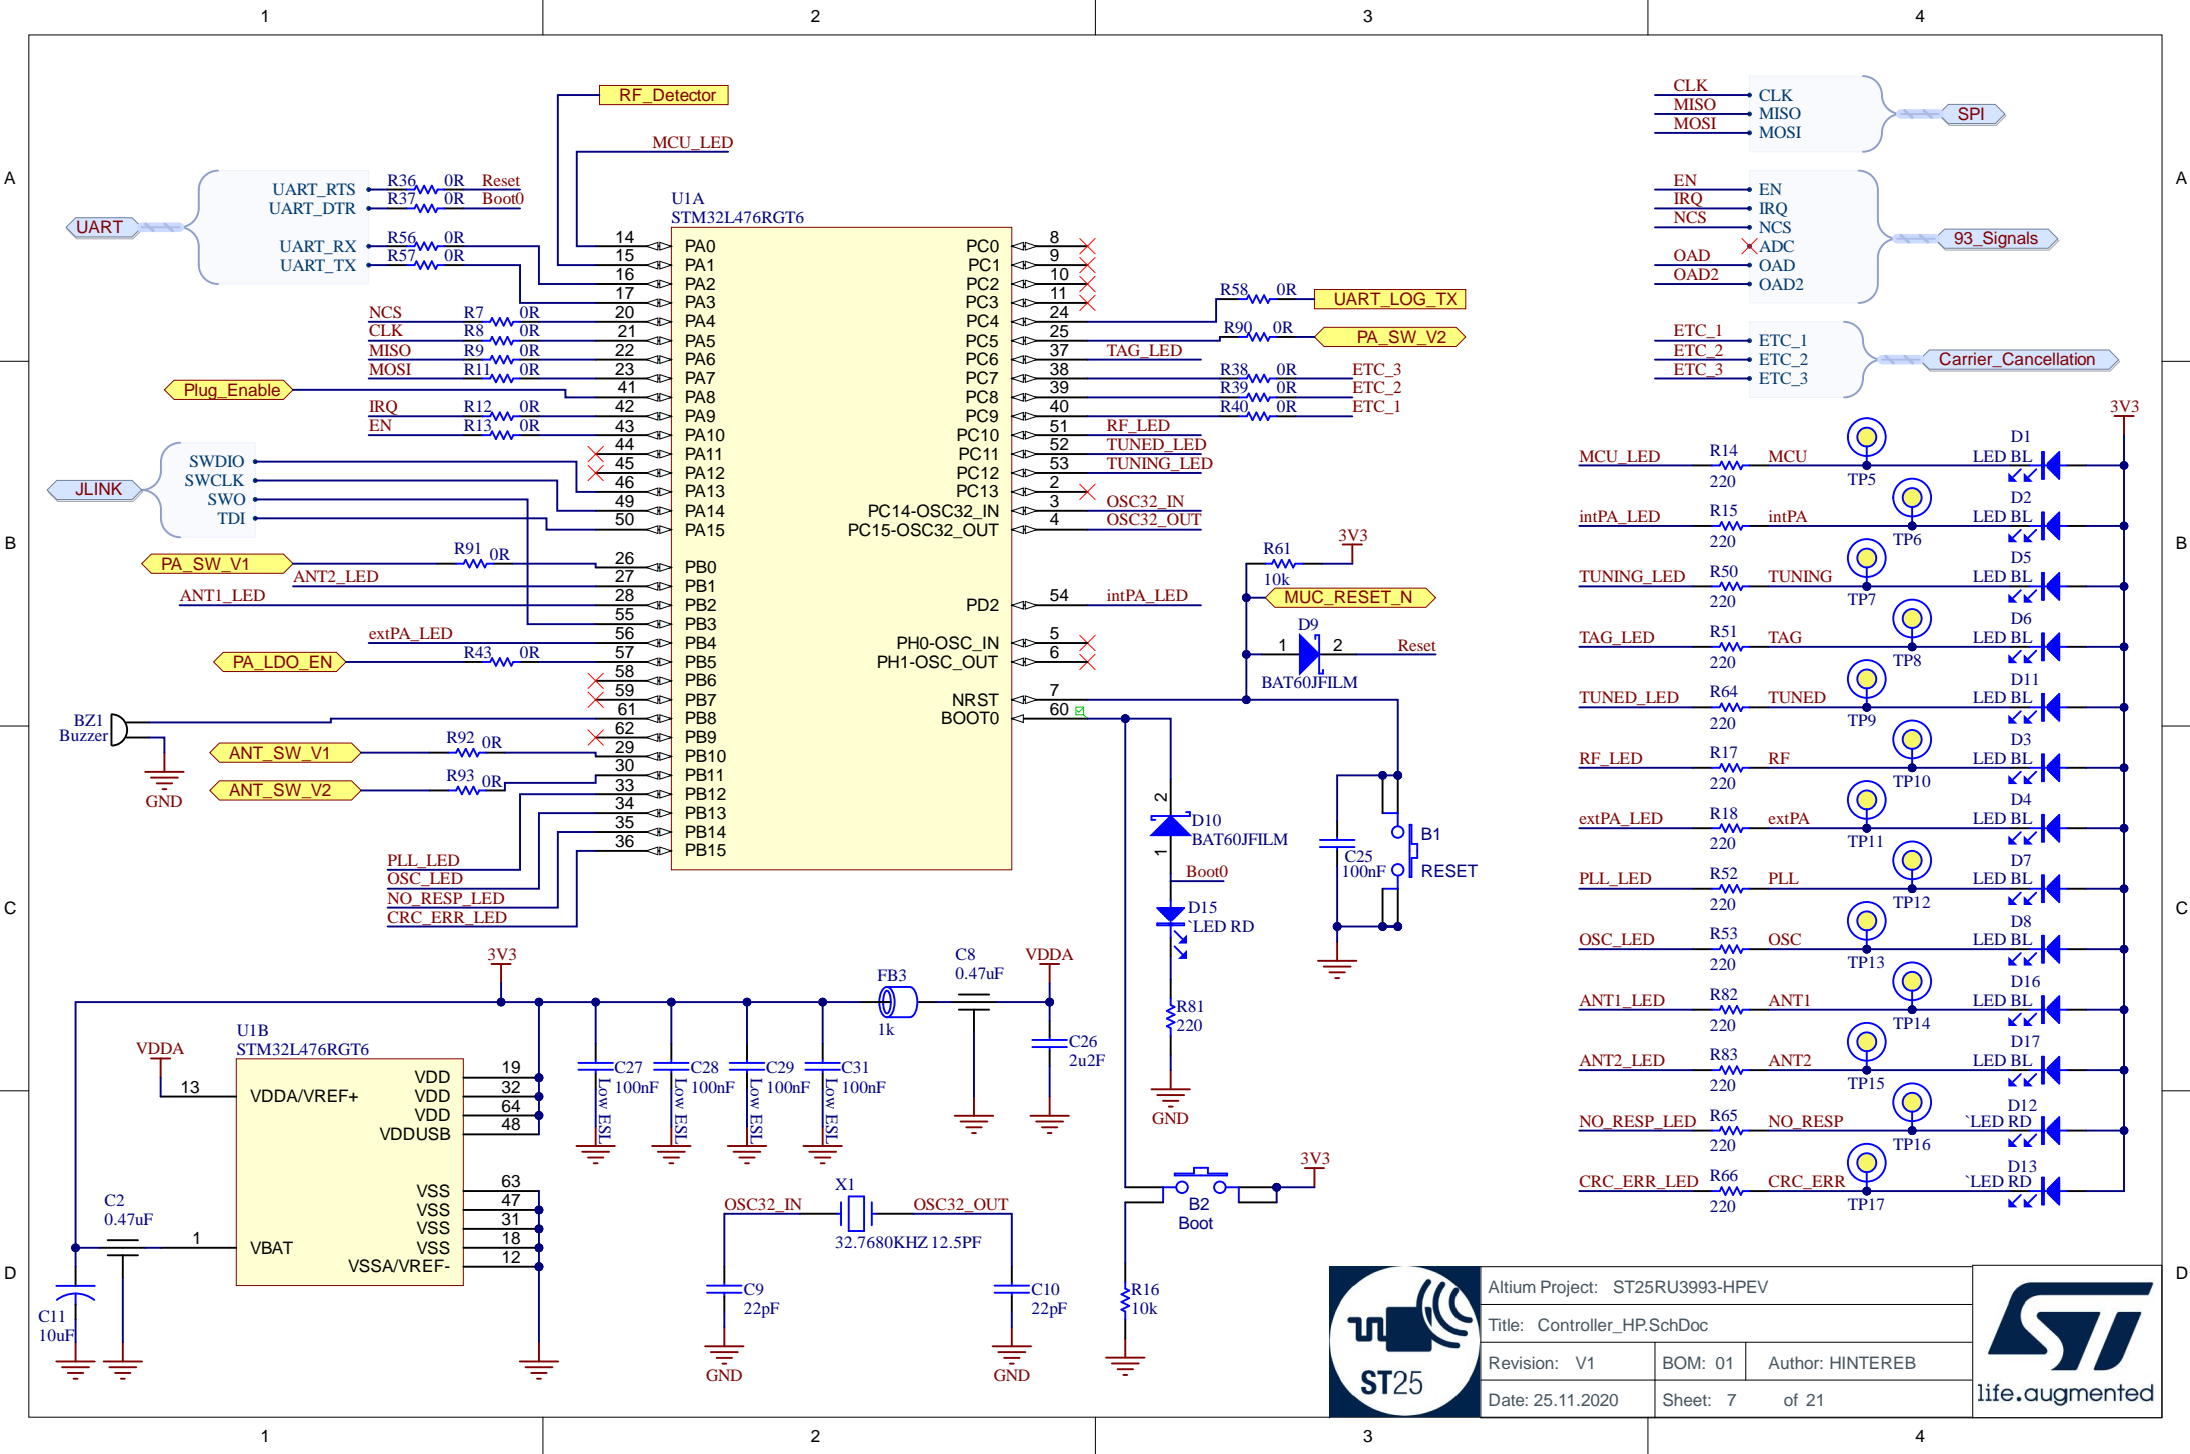 1 2 3 4
A
B
C
D
A
B
C
D
1 2 3 4
RF_Detector
MCU_LED
UART
UART_RTS R36 0R Reset
UART_DTR R37 0R Boot0
UART_RX R56 0R
UART_TX R57 0R
NCS R7 0R
CLK R8 0R
MISO R9 0R
MOSI R11 0R
Plug_Enable
IRQ R12 0R
EN R13 0R
JLINK
SWDIO
SWCLK
SWO
TDI
PA_SW_V1 R91 0R
ANT2_LED
ANT1_LED
extPA_LED
PA_LDO_EN R43 0R
BZ1
Buzzer
GND
ANT_SW_V1 R92 0R
ANT_SW_V2 R93 0R
PLL_LED
OSC_LED
NO_RESP_LED
CRC_ERR_LED
U1A
STM32L476RGT6
14 PA0
15 PA1
16 PA2
17 PA3
20 PA4
21 PA5
22 PA6
23 PA7
41 PA8
42 PA9
43 PA10
44 PA11
45 PA12
46 PA13
49 PA14
50 PA15
26 PB0
27 PB1
28 PB2
55 PB3
56 PB4
57 PB5
58 PB6
59 PB7
61 PB8
62 PB9
29 PB10
30 PB11
33 PB12
34 PB13
35 PB14
36 PB15
PC0 8
PC1 9
PC2 10
PC3 11
PC4 24
PC5 25
PC6 37 TAG_LED
PC7 38
PC8 39
PC9 40
PC10 51 RF_LED
PC11 52 TUNED_LED
PC12 53 TUNING_LED
PC13 2
PC14-OSC32_IN 3 OSC32_IN
PC15-OSC32_OUT 4 OSC32_OUT
PD2 54 intPA_LED
PH0-OSC_IN 5
PH1-OSC_OUT 6
NRST 7
BOOT0 60
R58 0R UART_LOG_TX
R90 0R PA_SW_V2
R38 0R ETC_3
R39 0R ETC_2
R40 0R ETC_1
3V3
R61
10k
MUC_RESET_N
D9
1 2 Reset
BAT60JFILM
2
D10
BAT60JFILM
1
Boot0
D15
`LED RD
R81
220
GND
C25
100nF
B1
RESET
3V3
B2
Boot
R16
10k
3V3
FB3
1k
C8
0.47uF
VDDA
C26
2u2F
C27
100nF
Low ESL
C28
100nF
Low ESL
C29
100nF
Low ESL
C31
100nF
Low ESL
U1B
STM32L476RGT6
VDDA
13 VDDA/VREF+
1 VBAT
VDD 19
VDD 32
VDD 64
VDDUSB 48
VSS 63
VSS 47
VSS 31
VSS 18
VSSA/VREF- 12
C2
0.47uF
C11
10uF
X1
OSC32_IN OSC32_OUT
32.7680KHZ 12.5PF
C9
22pF
C10
22pF
GND
GND
CLK CLK
MISO MISO
MOSI MOSI
SPI
EN EN
IRQ IRQ
NCS NCS
ADC
OAD OAD
OAD2 OAD2
93_Signals
ETC_1 ETC_1
ETC_2 ETC_2
ETC_3 ETC_3
Carrier_Cancellation
3V3
MCU_LED R14 220 MCU TP5 D1 LED BL
intPA_LED R15 220 intPA TP6 D2 LED BL
TUNING_LED R50 220 TUNING TP7 D5 LED BL
TAG_LED R51 220 TAG TP8 D6 LED BL
TUNED_LED R64 220 TUNED TP9 D11 LED BL
RF_LED R17 220 RF TP10 D3 LED BL
extPA_LED R18 220 extPA TP11 D4 LED BL
PLL_LED R52 220 PLL TP12 D7 LED BL
OSC_LED R53 220 OSC TP13 D8 LED BL
ANT1_LED R82 220 ANT1 TP14 D16 LED BL
ANT2_LED R83 220 ANT2 TP15 D17 LED BL
NO_RESP_LED R65 220 NO_RESP TP16 D12 `LED RD
CRC_ERR_LED R66 220 CRC_ERR TP17 D13 `LED RD
ST25
Altium Project: ST25RU3993-HPEV
Title: Controller_HP.SchDoc
Revision: V1 BOM: 01 Author: HINTEREB
Date: 25.11.2020 Sheet: 7 of 21
ST
life.augmented